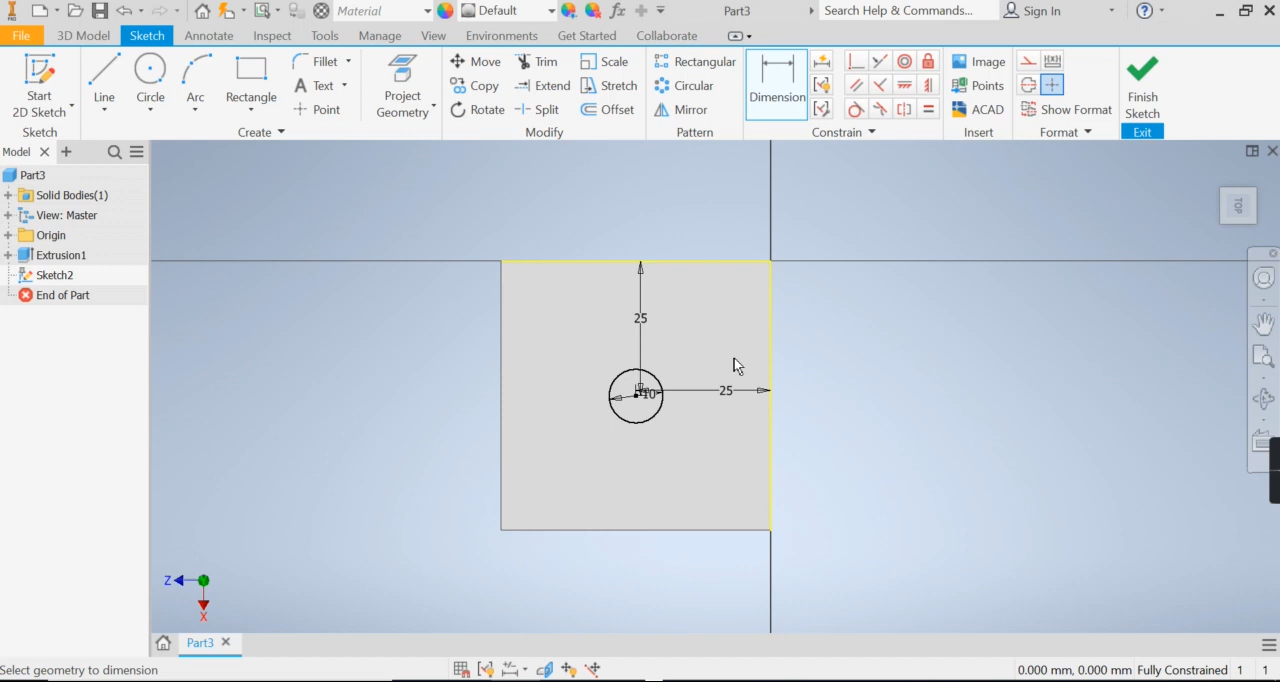 Material
Default
fx
Part3
Search Help & Commands...
Sign In
File
3D Model
Sketch
Annotate
Inspect
Tools
Manage
View
Environments
Get Started
Collaborate
Start
2D Sketch
Line
Circle
Arc
Rectangle
Fillet
A Text
Point
Project
Geometry
Move
Copy
Rotate
Trim
Extend
Split
Scale
Stretch
Offset
Rectangular
Circular
Mirror
Dimension
Image
Points
ACAD
Show Format
Finish
Sketch
Sketch
Create
Modify
Pattern
Constrain
Insert
Format
Exit
Model
Part3
Solid Bodies(1)
View: Master
Origin
Extrusion1
Sketch2
End of Part
TOP
25
25
10
Z
X
Part3
Select geometry to dimension
0.000 mm, 0.000 mm Fully Constrained 1 1